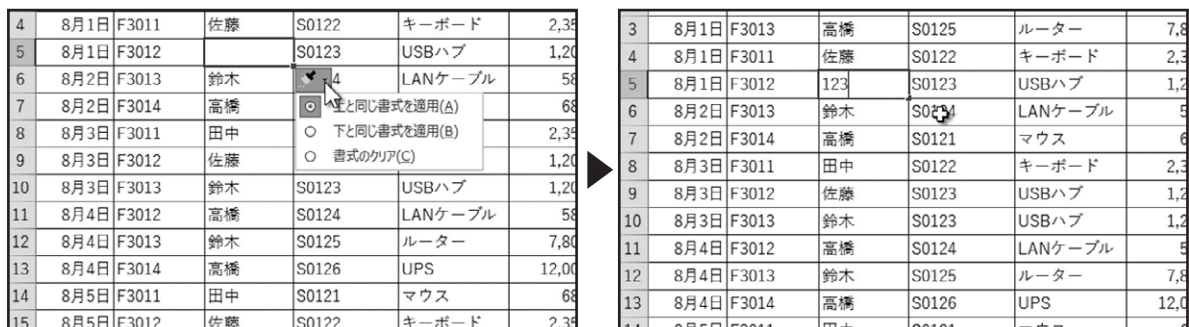 4 8月1日 F3011 佐藤 S0122 キーボード 2,35
5 8月1日 F3012 S0123 USBハブ 1,20
6 8月2日 F3013 鈴木 4 LANケーブル 58
上と同じ書式を適用(A)
7 8月2日 F3014 高橋 68
下と同じ書式を適用(B)
8 8月3日 F3011 田中 2,35
書式のクリア(C)
9 8月3日 F3012 佐藤 1,20
10 8月3日 F3013 鈴木 S0123 USBハブ 1,20
11 8月4日 F3012 高橋 S0124 LANケーブル 58
12 8月4日 F3013 鈴木 S0125 ルーター 7,80
13 8月4日 F3014 高橋 S0126 UPS 12,00
14 8月5日 F3011 田中 S0121 マウス 68
15 8月5日 F3012 佐藤 S0122 キーボード 2,35
3 8月1日 F3013 高橋 S0125 ルーター 7,8
4 8月1日 F3011 佐藤 S0122 キーボード 2,3
5 8月1日 F3012 123 S0123 USBハブ 1,2
6 8月2日 F3013 鈴木 S0124 LANケーブル 5
7 8月2日 F3014 高橋 S0121 マウス 6
8 8月3日 F3011 田中 S0122 キーボード 2,3
9 8月3日 F3012 佐藤 S0123 USBハブ 1,2
10 8月3日 F3013 鈴木 S0123 USBハブ 1,2
11 8月4日 F3012 高橋 S0124 LANケーブル 5
12 8月4日 F3013 鈴木 S0125 ルーター 7,8
13 8月4日 F3014 高橋 S0126 UPS 12,0